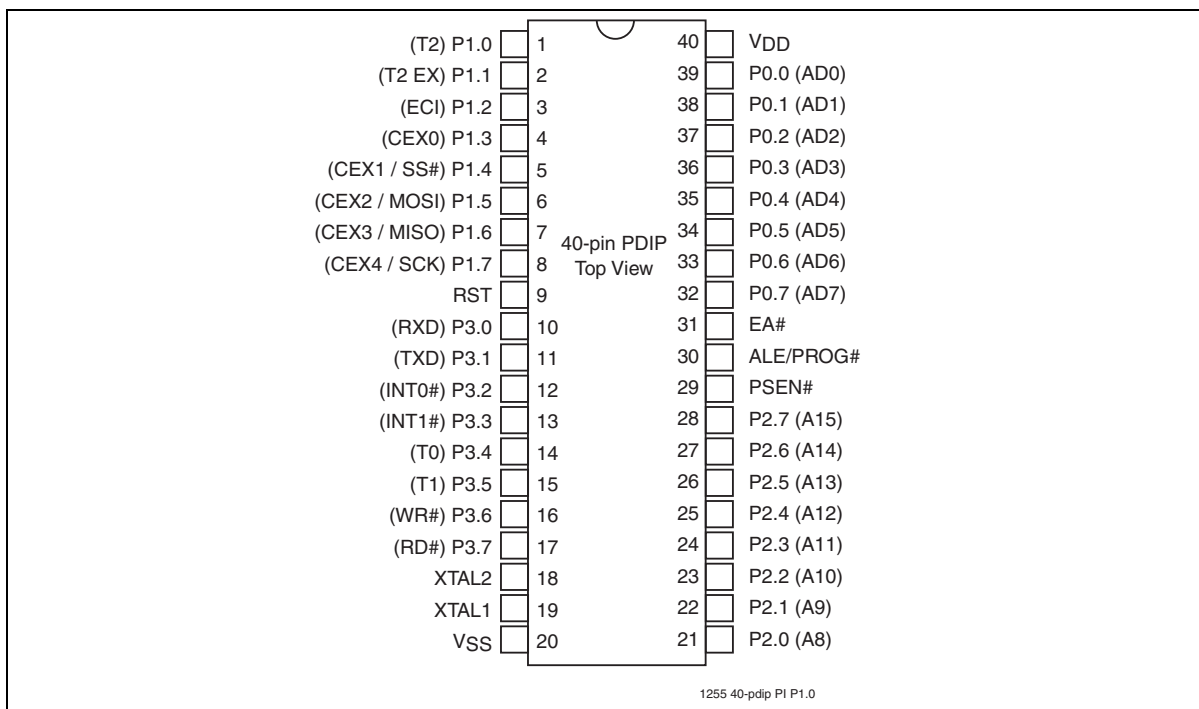 (T2) P1.0 1 40 VDD
(T2 EX) P1.1 2 39 P0.0 (AD0)
(ECI) P1.2 3 38 P0.1 (AD1)
(CEX0) P1.3 4 37 P0.2 (AD2)
(CEX1 / SS#) P1.4 5 36 P0.3 (AD3)
(CEX2 / MOSI) P1.5 6 35 P0.4 (AD4)
(CEX3 / MISO) P1.6 7 34 P0.5 (AD5)
40-pin PDIP
(CEX4 / SCK) P1.7 8 Top View 33 P0.6 (AD6)
RST 9 32 P0.7 (AD7)
(RXD) P3.0 10 31 EA#
(TXD) P3.1 11 30 ALE/PROG#
(INT0#) P3.2 12 29 PSEN#
(INT1#) P3.3 13 28 P2.7 (A15)
(T0) P3.4 14 27 P2.6 (A14)
(T1) P3.5 15 26 P2.5 (A13)
(WR#) P3.6 16 25 P2.4 (A12)
(RD#) P3.7 17 24 P2.3 (A11)
XTAL2 18 23 P2.2 (A10)
XTAL1 19 22 P2.1 (A9)
VSS 20 21 P2.0 (A8)
1255 40-pdip PI P1.0